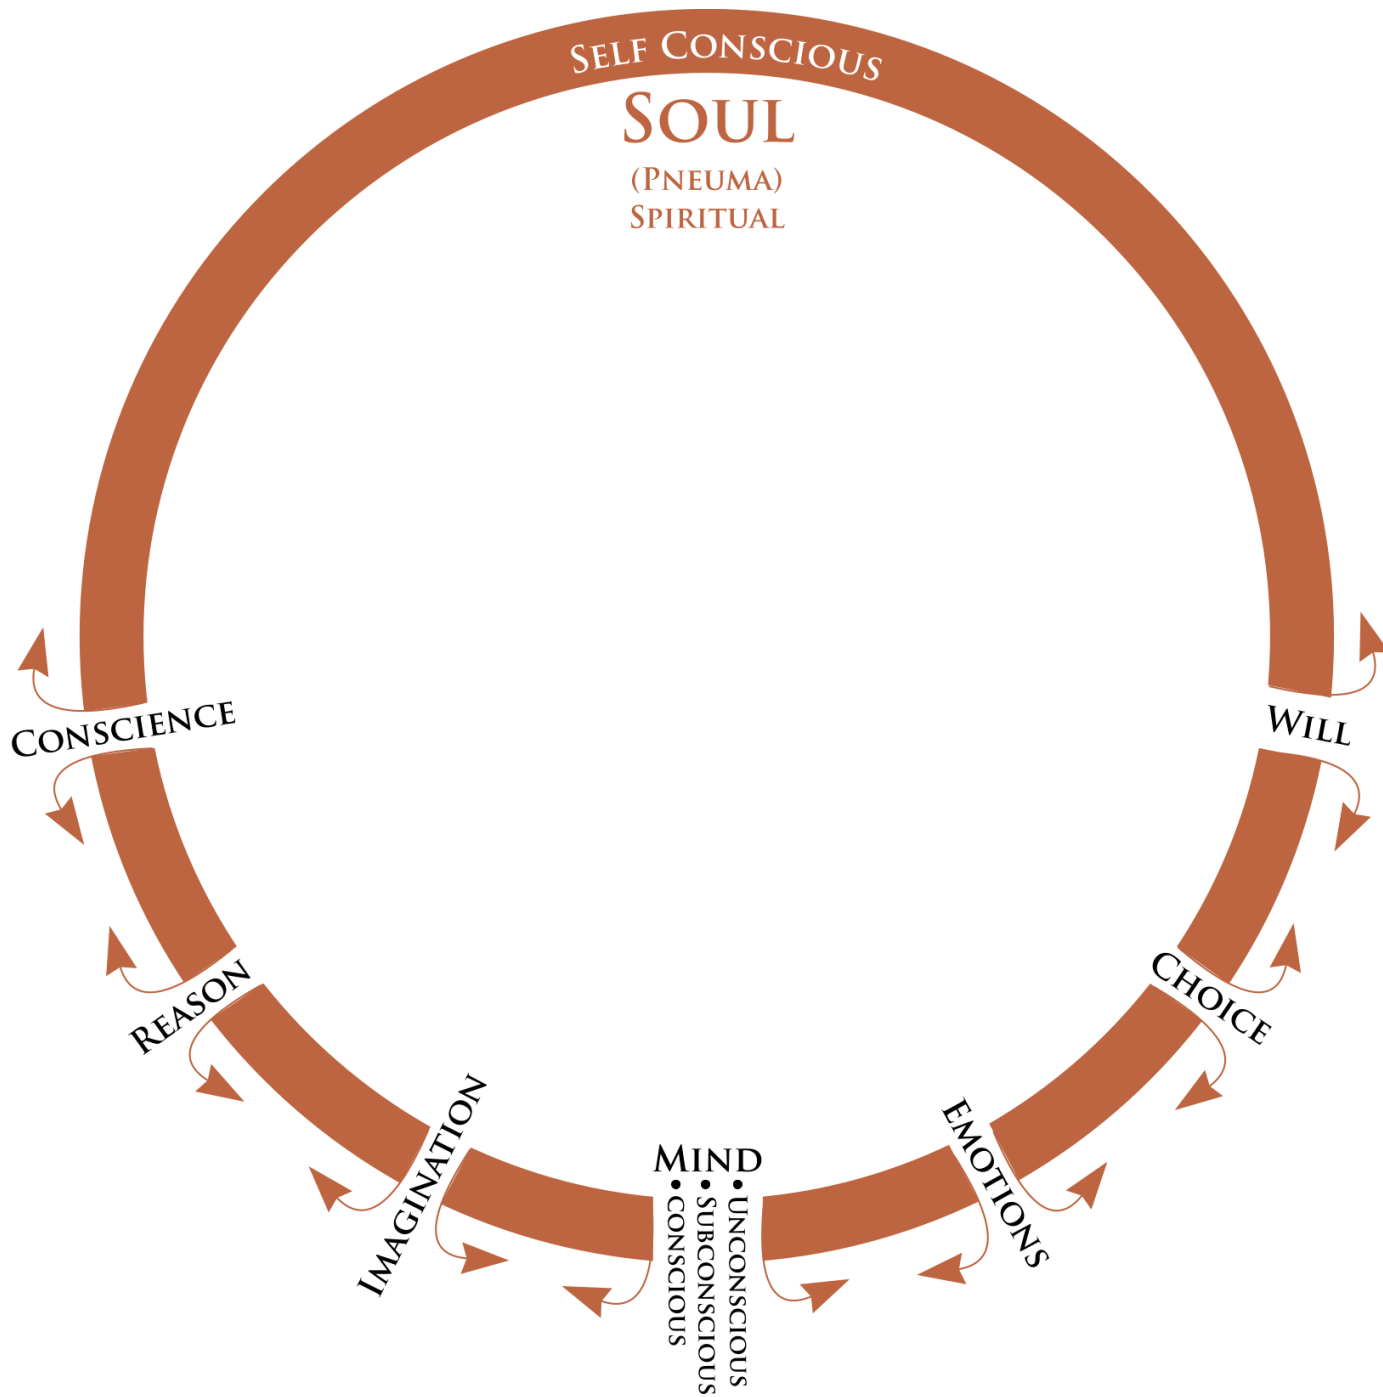 Self Conscious
Soul
(Pneuma)
Spiritual
Conscience
Will
Reason
Choice
Imagination
Emotions
Mind
• Conscious
• Subconscious
• Unconscious